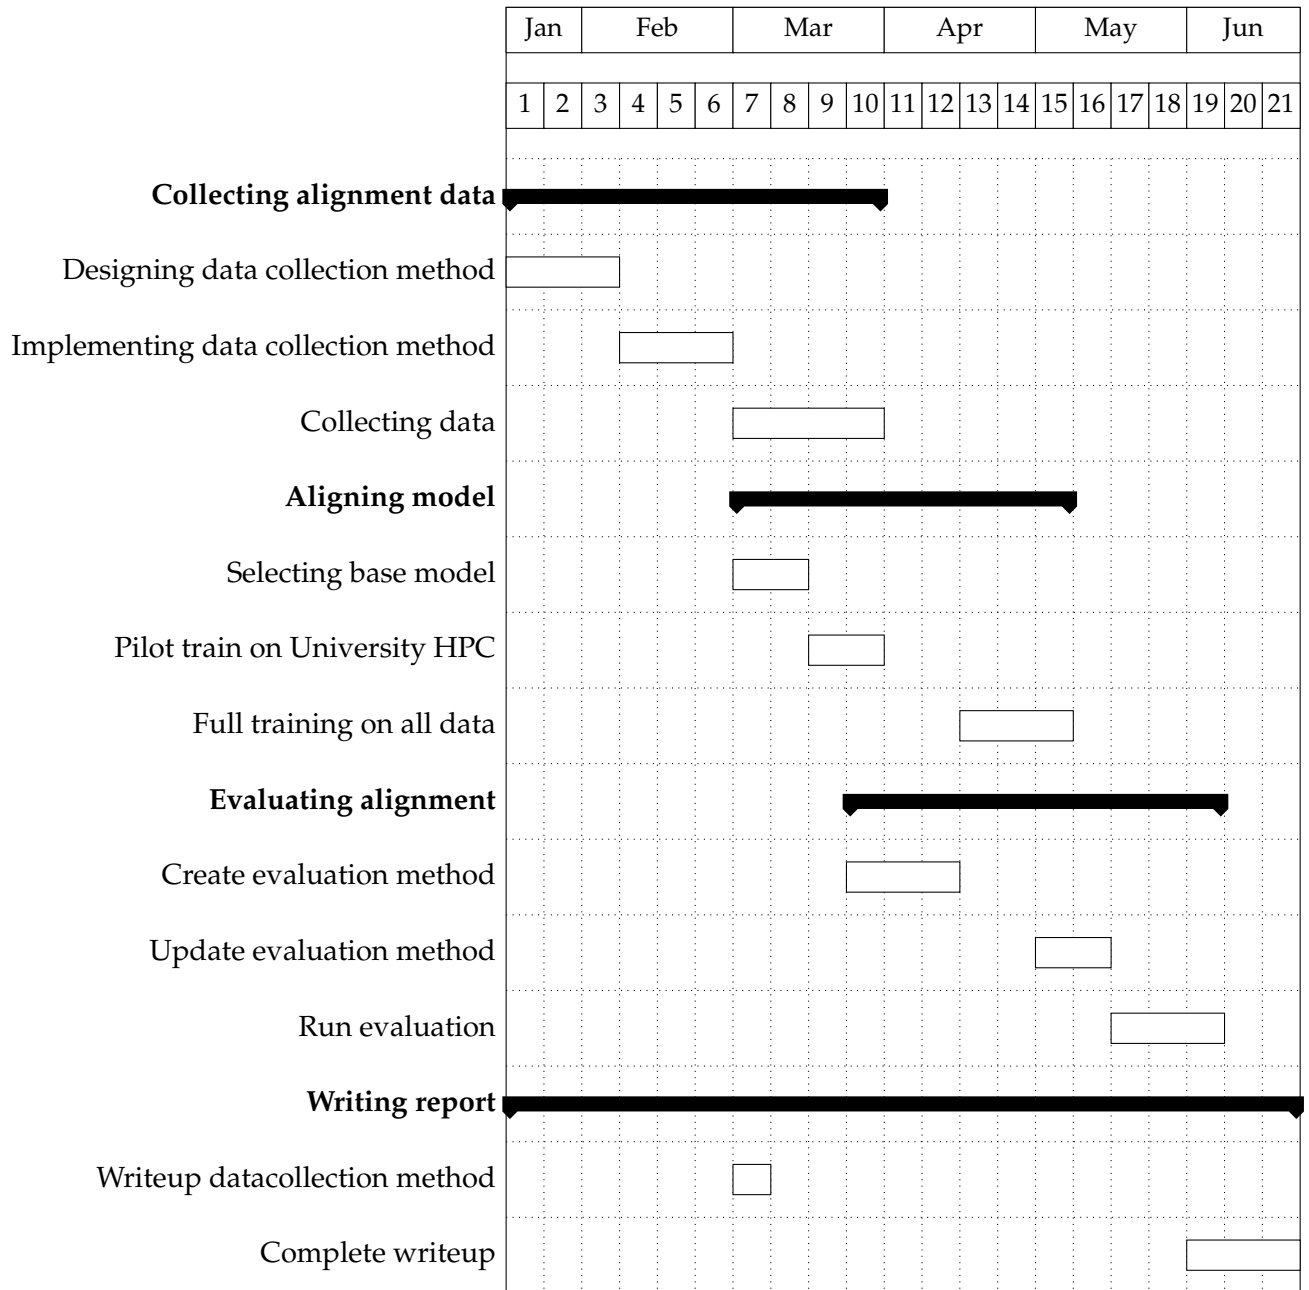 Jan Feb Mar Apr May Jun
1 2 3 4 5 6 7 8 9 10 11 12 13 14 15 16 17 18 19 20 21
Collecting alignment data
Designing data collection method
Implementing data collection method
Collecting data
Aligning model
Selecting base model
Pilot train on University HPC
Full training on all data
Evaluating alignment
Create evaluation method
Update evaluation method
Run evaluation
Writing report
Writeup datacollection method
Complete writeup